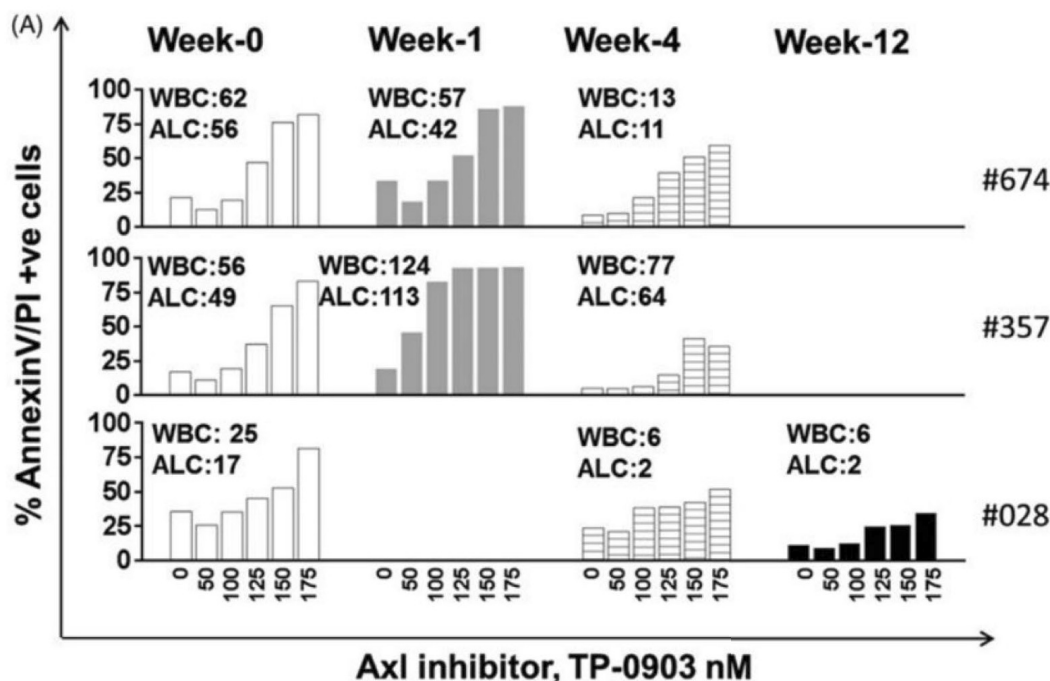 (A)
Week-0 Week-1 Week-4 Week-12
% AnnexinV/PI +ve cells
100
75
50
25
0
WBC:62
ALC:56
WBC:57
ALC:42
WBC:13
ALC:11
#674
100
75
50
25
0
WBC:56
ALC:49
WBC:124
ALC:113
WBC:77
ALC:64
#357
100
75
50
25
0
WBC: 25
ALC:17
WBC:6
ALC:2
WBC:6
ALC:2
#028
0 50 100 125 150 175 0 50 100 125 150 175 0 50 100 125 150 175 0 50 100 125 150 175
Axl inhibitor, TP-0903 nM